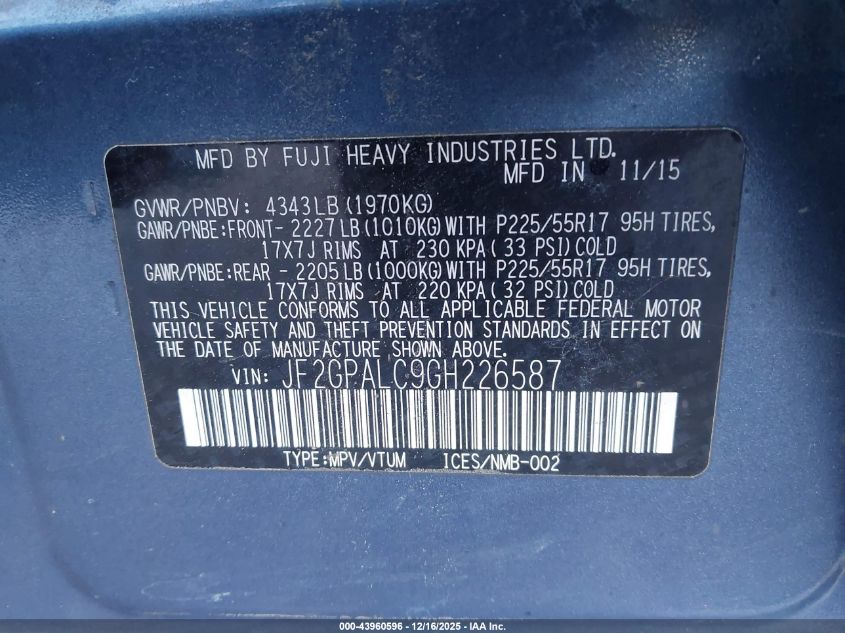 MFD BY FUJI HEAVY INDUSTRIES LTD.
MFD IN 11/15
GVWR/PNBV: 4343LB(1970KG)
GAWR/PNBE:FRONT- 2227LB(1010KG)WITH P225/55R17 95H TIRES,
17X7J RIMS AT 230 KPA(33 PSI)COLD
GAWR/PNBE:REAR - 2205LB(1000KG)WITH P225/55R17 95H TIRES,
17X7J RIMS AT 220 KPA(32 PSI)COLD
THIS VEHICLE CONFORMS TO ALL APPLICABLE FEDERAL MOTOR
VEHICLE SAFETY AND THEFT PREVENTION STANDARDS IN EFFECT ON
THE DATE OF MANUFACTURE SHOWN ABOVE.
VIN: JF2GPALC9GH226587
TYPE:MPV/VTUM ICES/NMB-002
000-43960596 - 12/16/2025 - IAA Inc.